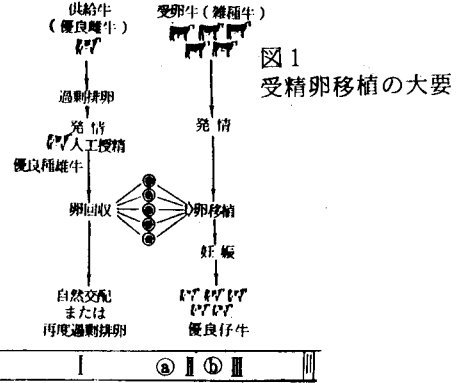 供給牛
(優良雌牛)
過剰排卵
発情
人工授精
優良種雄牛
卵回収
自然交配
または
再度過剰排卵
受卵牛(雑種牛)
発情
卵移植
妊娠
優良仔牛
図1
受精卵移植の大要
Ⅰ ⓐ Ⅱ ⓑ Ⅲ